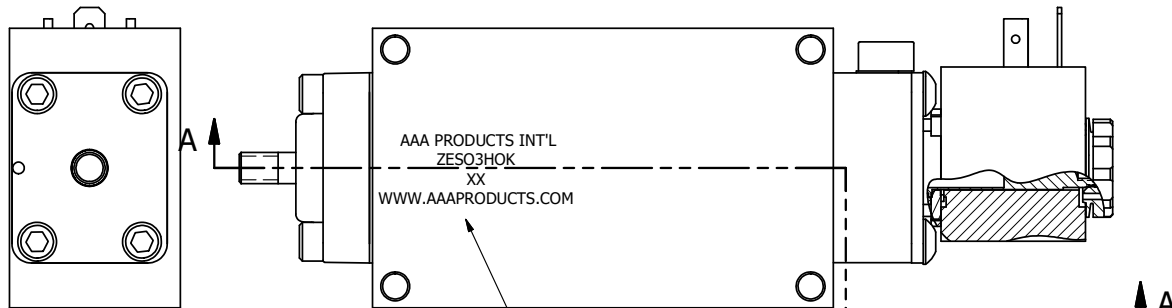 A
AAA PRODUCTS INT'L
ZESO3HOK
XX
WWW.AAAPRODUCTS.COM
A